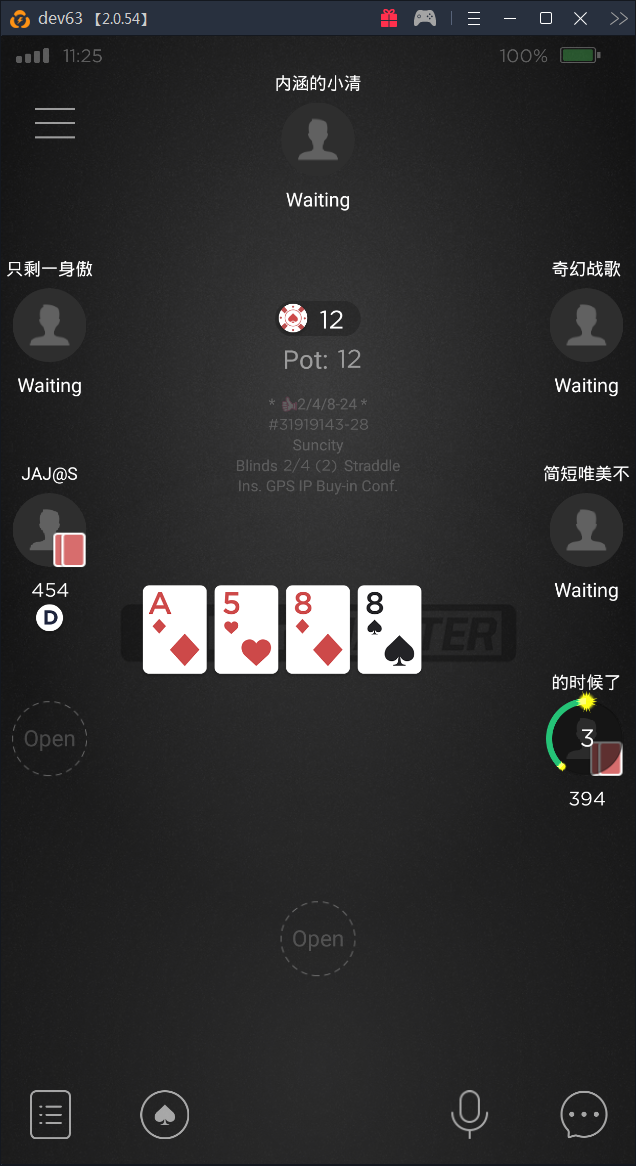 dev63 【2.0.54】
11:25
100%
内涵的小清
Waiting
只剩一身傲
奇幻战歌
12
Waiting
Pot: 12
Waiting
2/4/8-24 *
#31919143-28
Suncity
Blinds 2/4 (2) Straddle
Ins. GPS IP Buy-in Conf.
JAJ@S
简短唯美不
454
Waiting
D
A
5
8
8
TER
的时候了
Open
3
394
Open